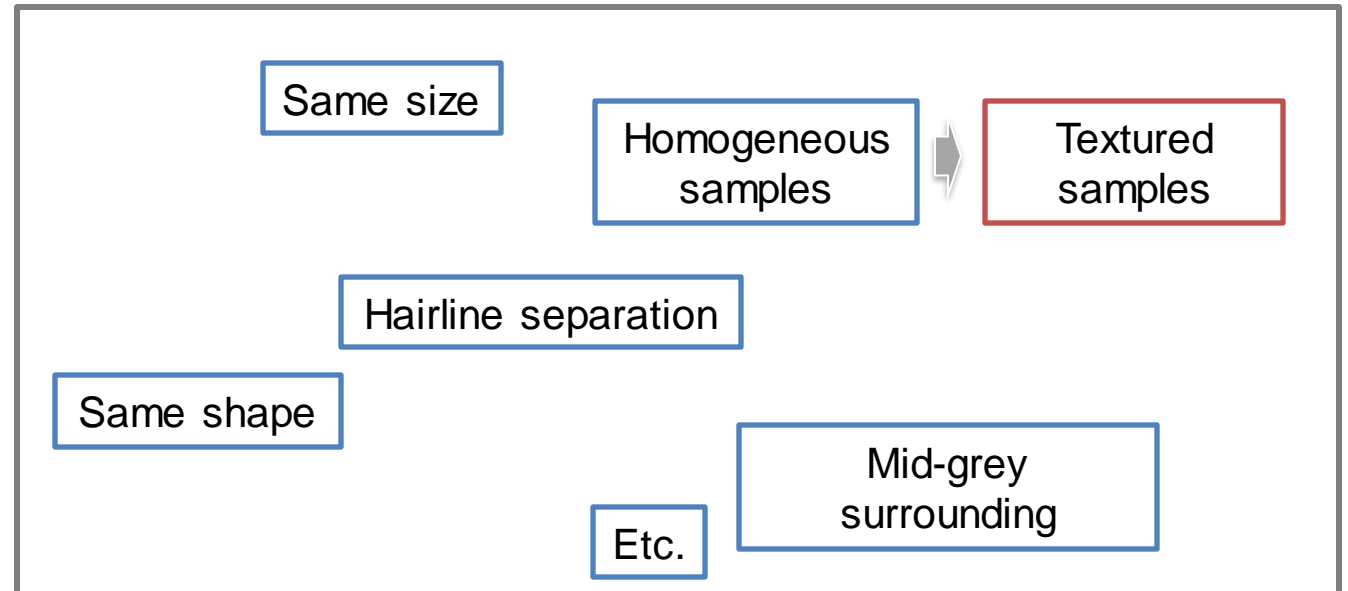 Same size
Homogeneous
samples
Textured
samples
Hairline separation
Same shape
Mid-grey
surrounding
Etc.